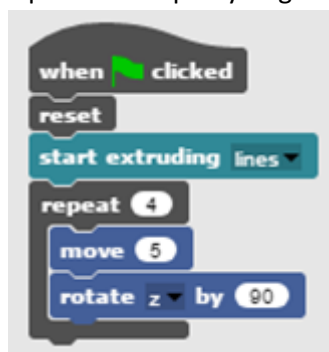 when clicked
reset
start extruding lines
repeat 4
move 5
rotate z by 90